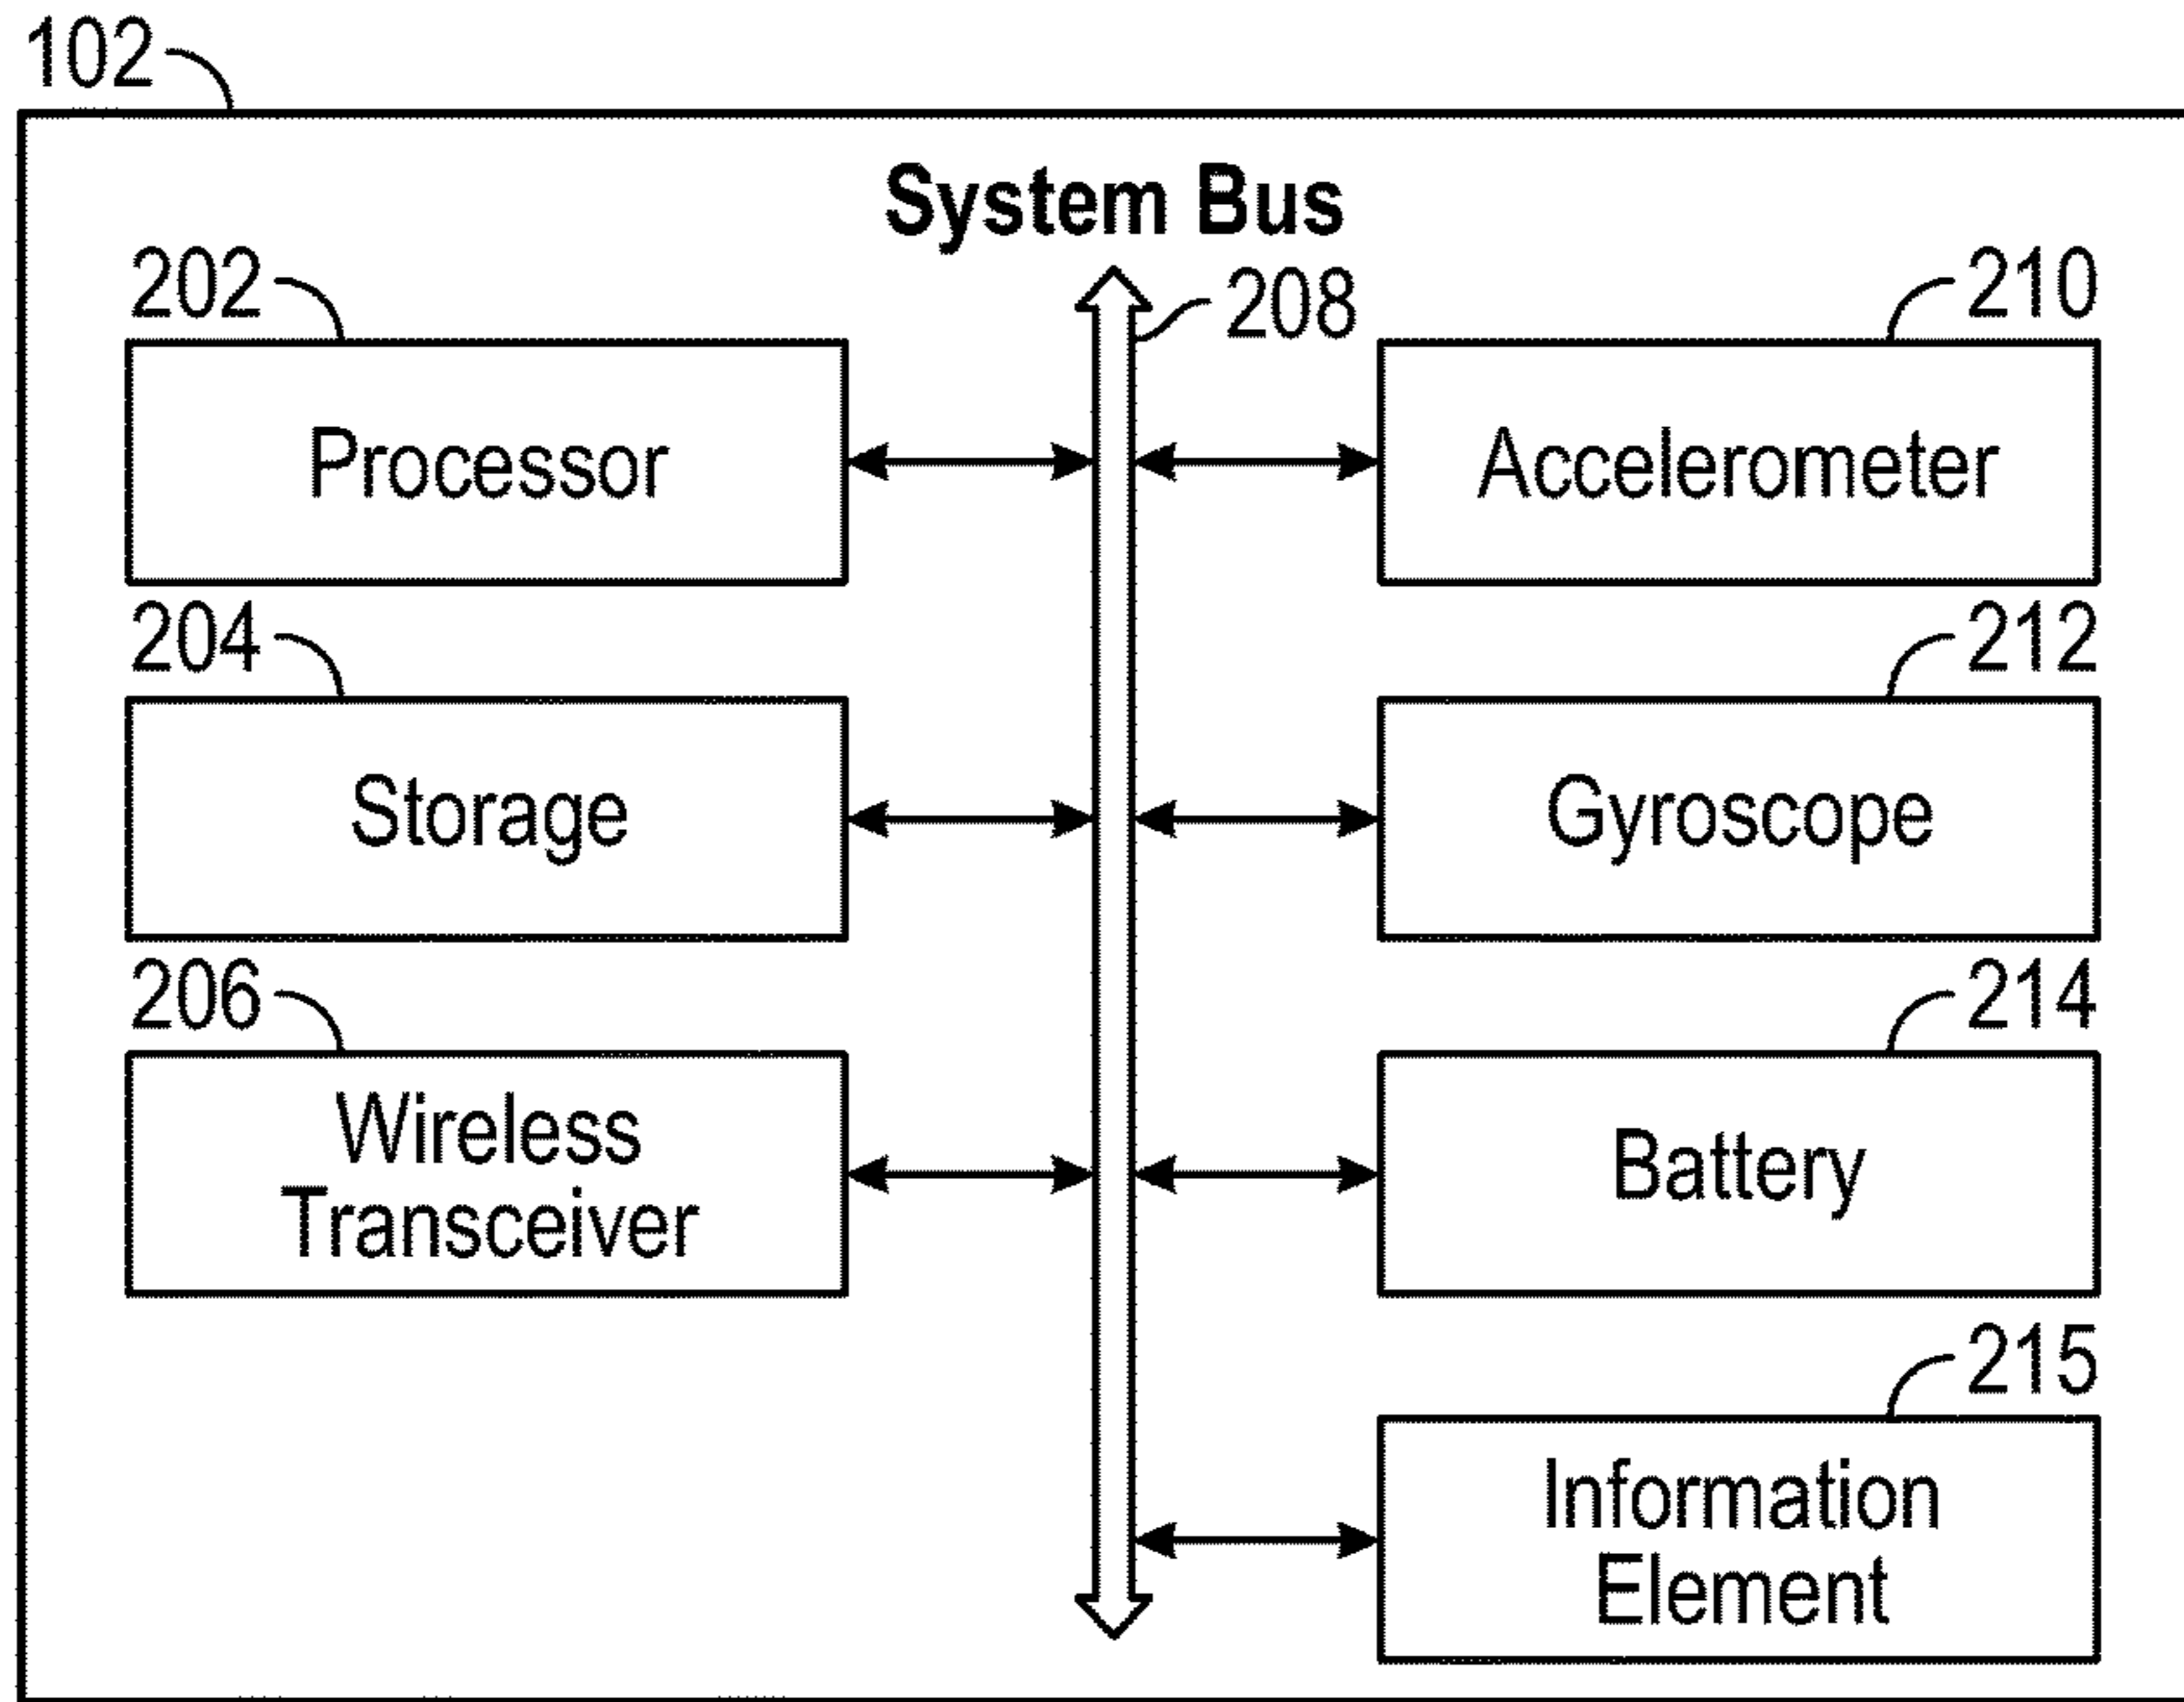 102
System Bus
202
208
210
Processor
Accelerometer
204
212
Storage
Gyroscope
206
214
Wireless
Transceiver
Battery
215
Information
Element